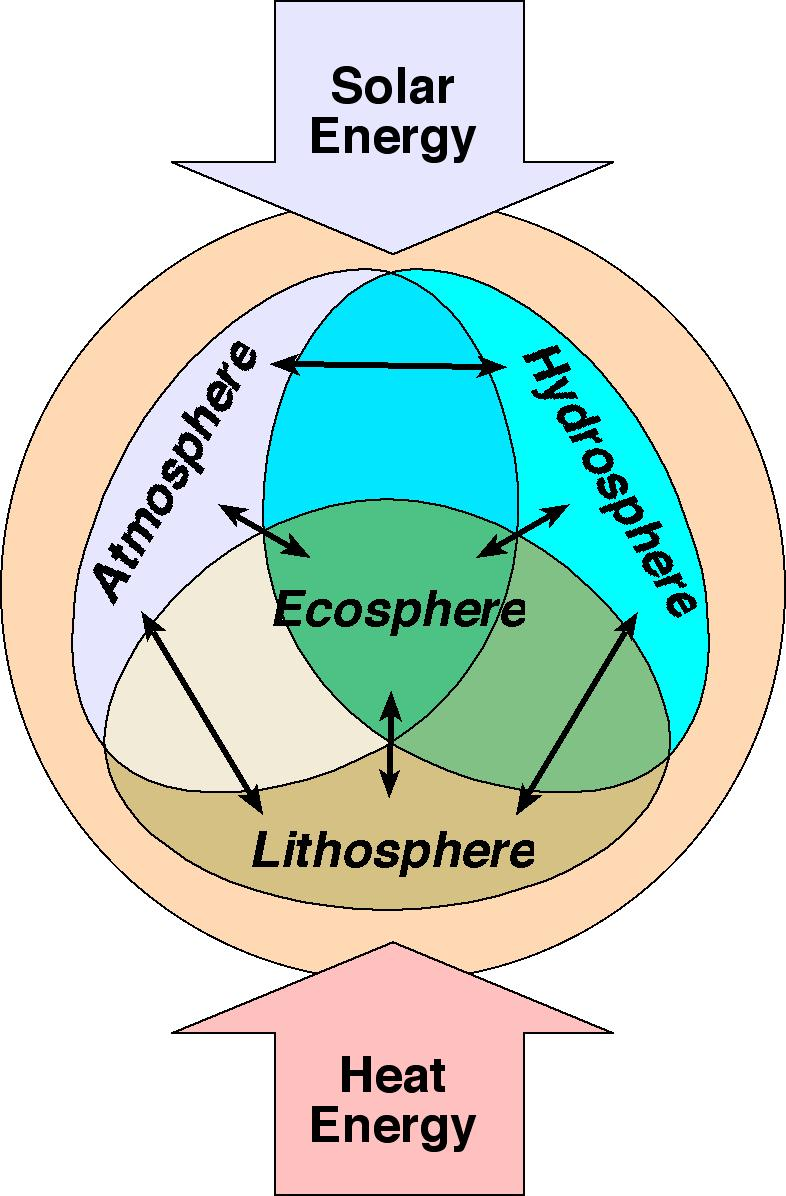 Solar
Energy
Atmosphere
Hydrosphere
Ecosphere
Lithosphere
Heat
Energy